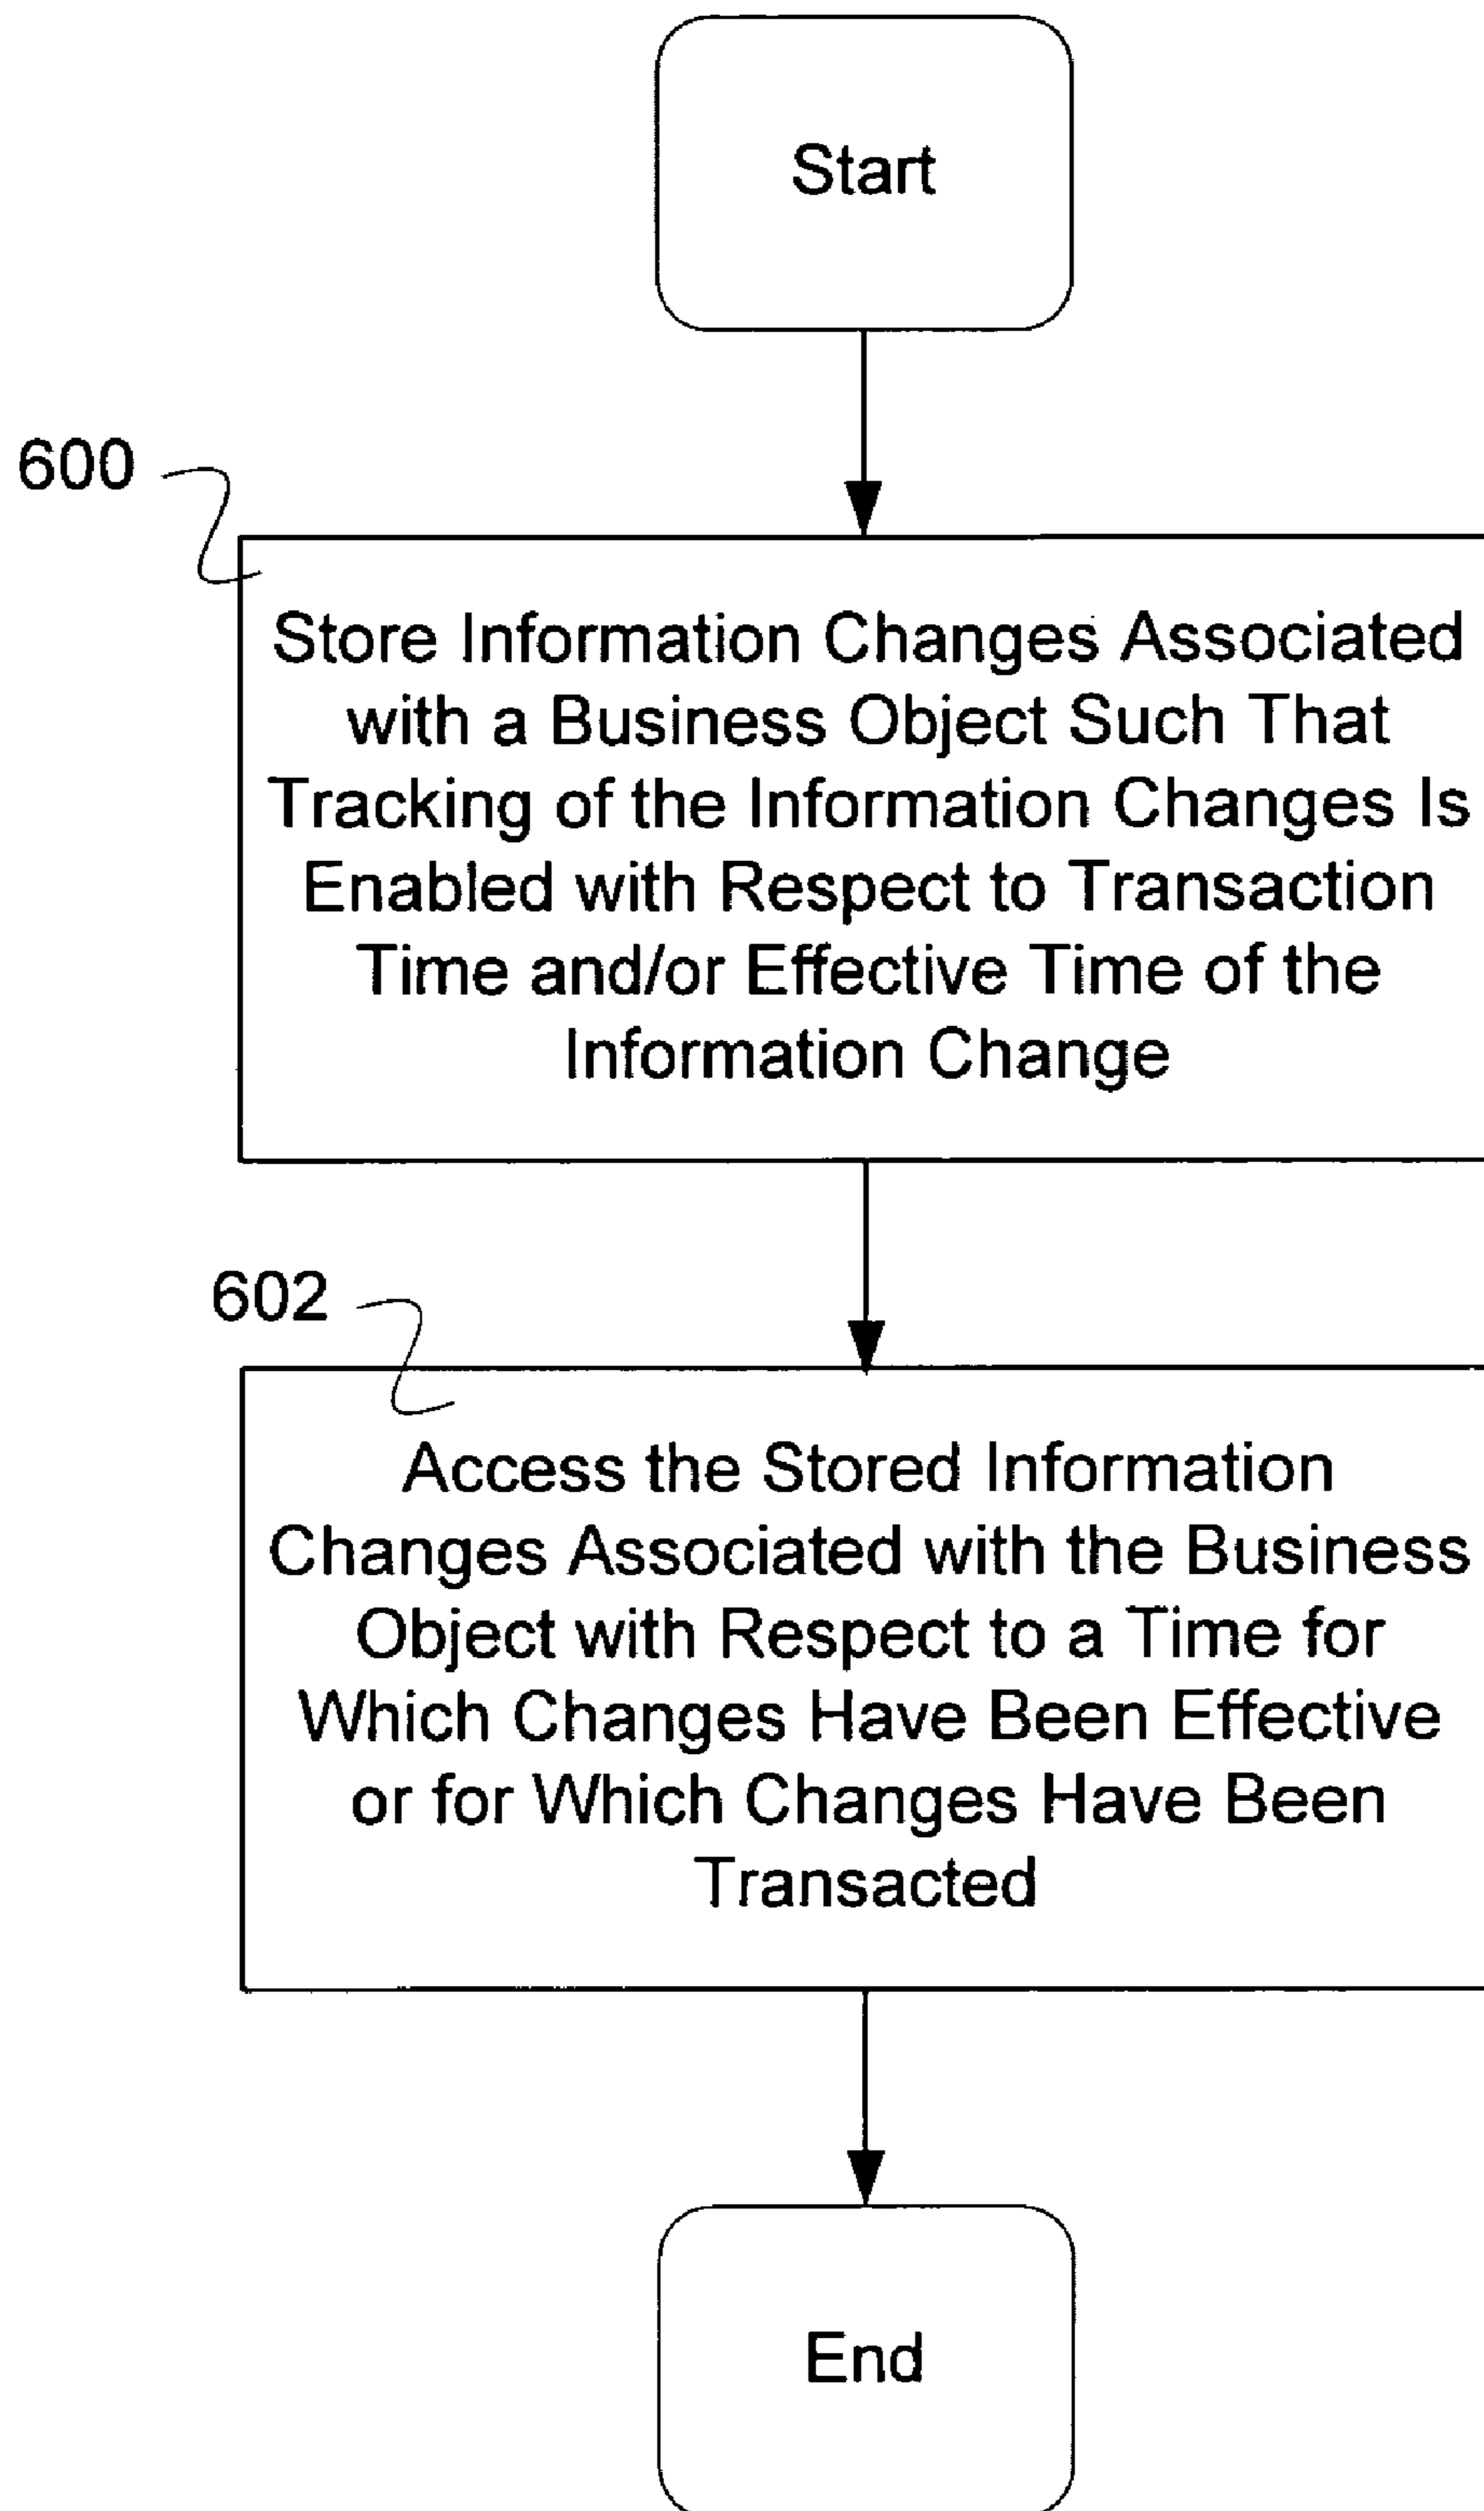 Start
600
Store Information Changes Associated
with a Business Object Such That
Tracking of the Information Changes Is
Enabled with Respect to Transaction
Time and/or Effective Time of the
Information Change
602
Access the Stored Information
Changes Associated with the Business
Object with Respect to a Time for
Which Changes Have Been Effective
or for Which Changes Have Been
Transacted
End